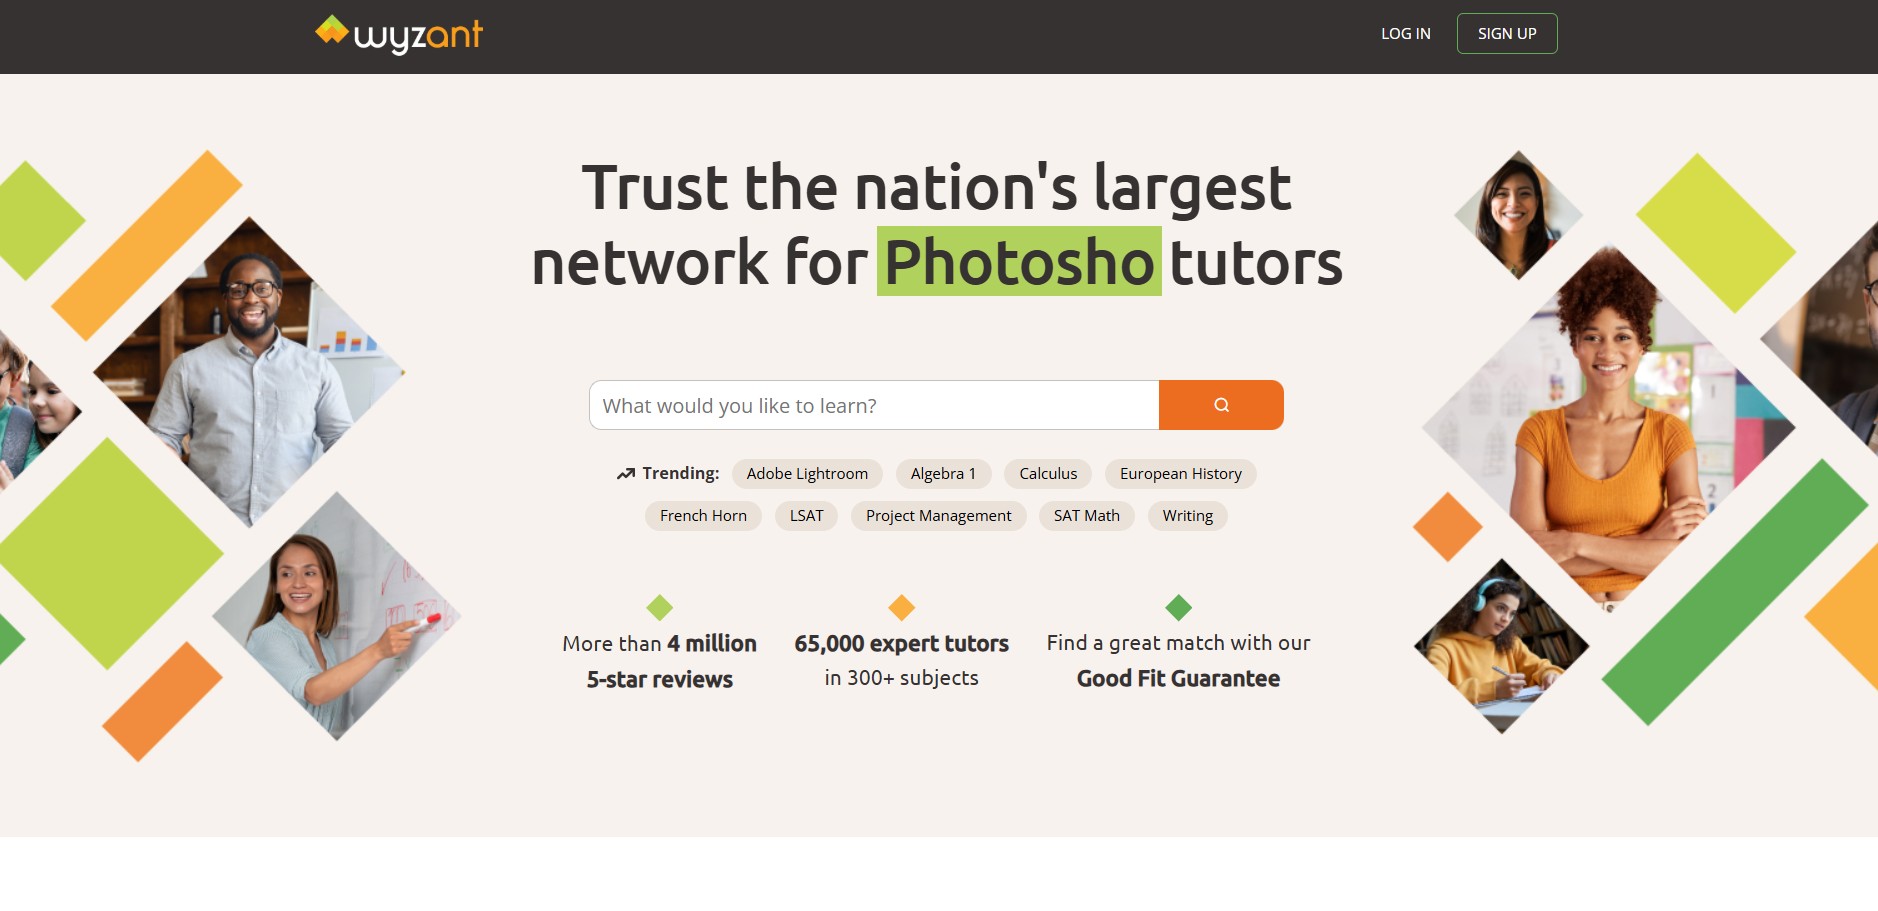 wyzant
LOG IN
SIGN UP
Trust the nation's largest
network for Photosho tutors
What would you like to learn?
Trending:
Adobe Lightroom
Algebra 1
Calculus
European History
French Horn
LSAT
Project Management
SAT Math
Writing
More than 4 million
5-star reviews
65,000 expert tutors
in 300+ subjects
Find a great match with our
Good Fit Guarantee